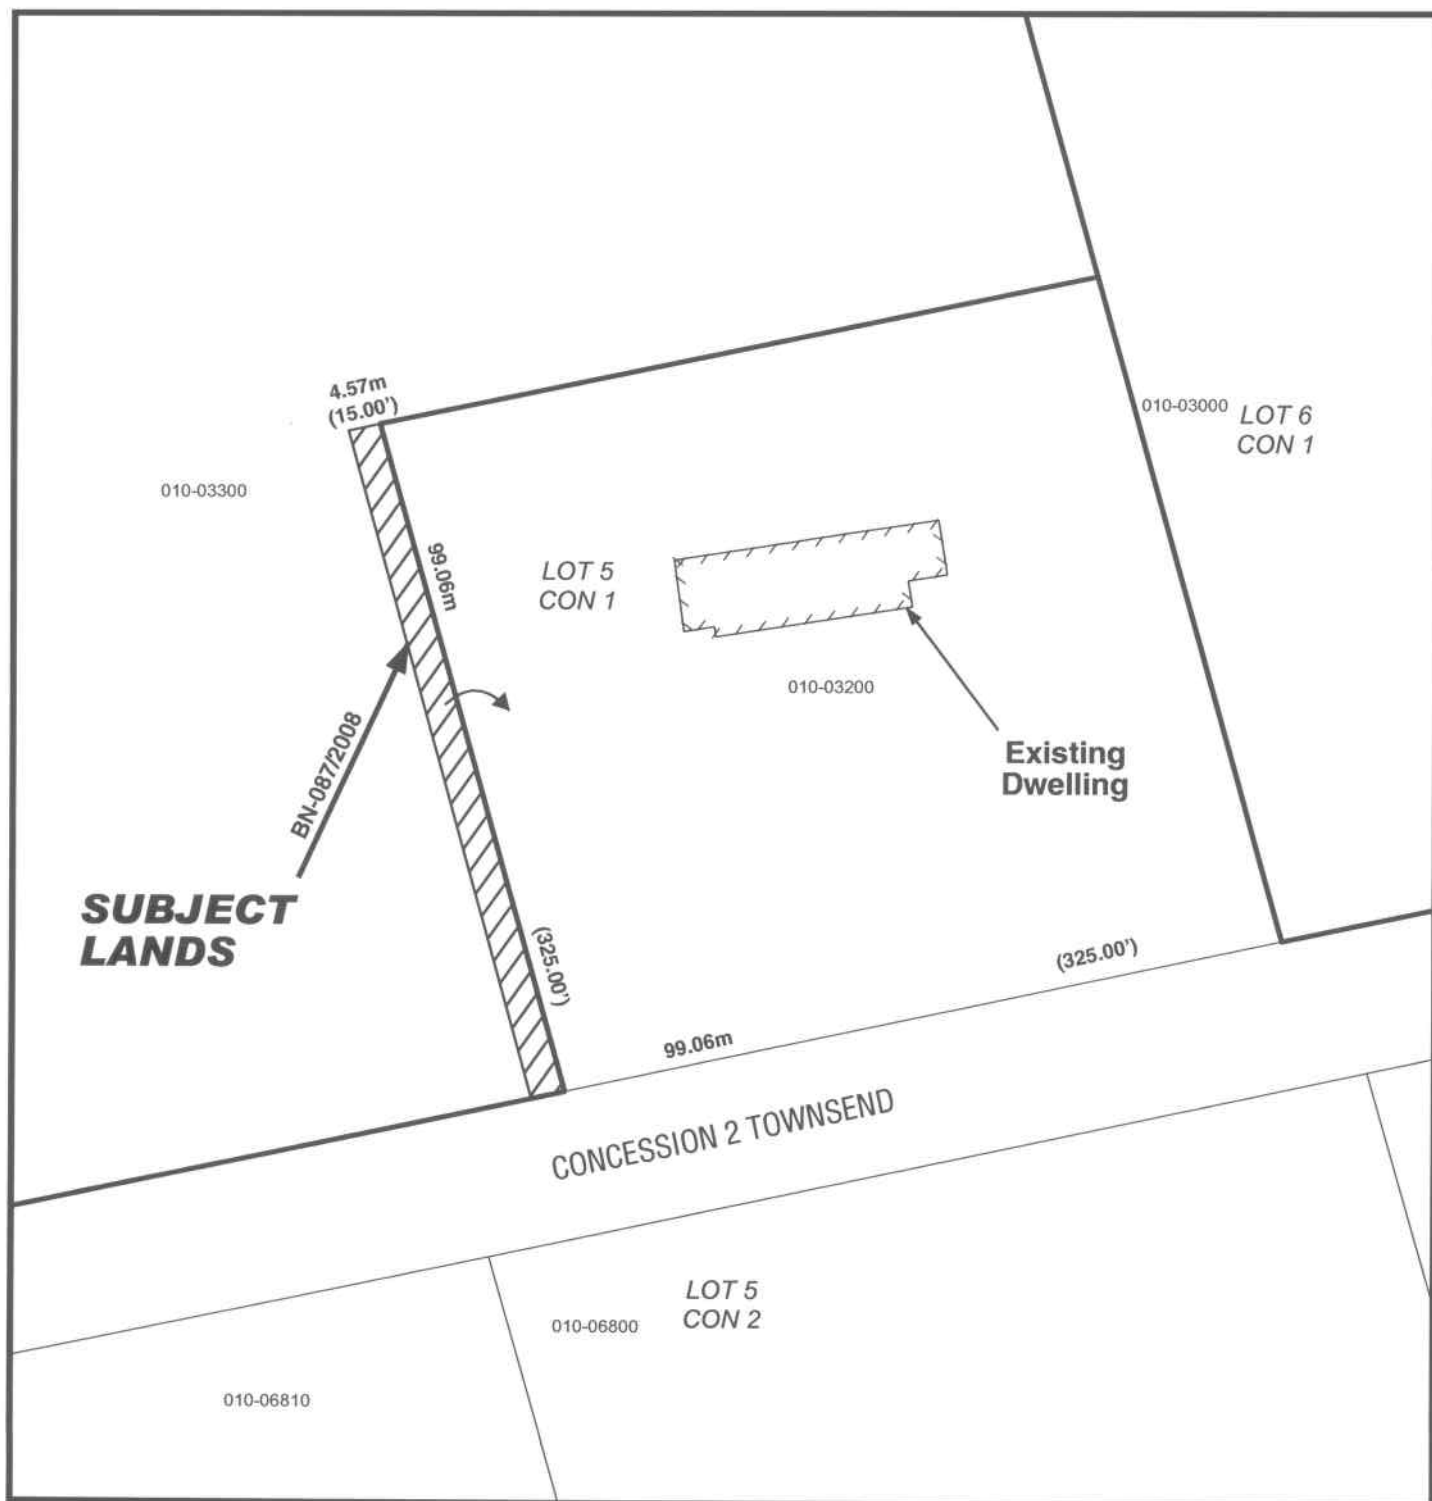 4.57m
(15.00')
010-03000
LOT 6
CON 1
010-03300
99.06m
LOT 5
CON 1
010-03200
BN-087/2008
Existing
Dwelling
SUBJECT
LANDS
(325.00')
(325.00')
99.06m
CONCESSION 2 TOWNSEND
LOT 5
CON 2
010-06800
010-06810